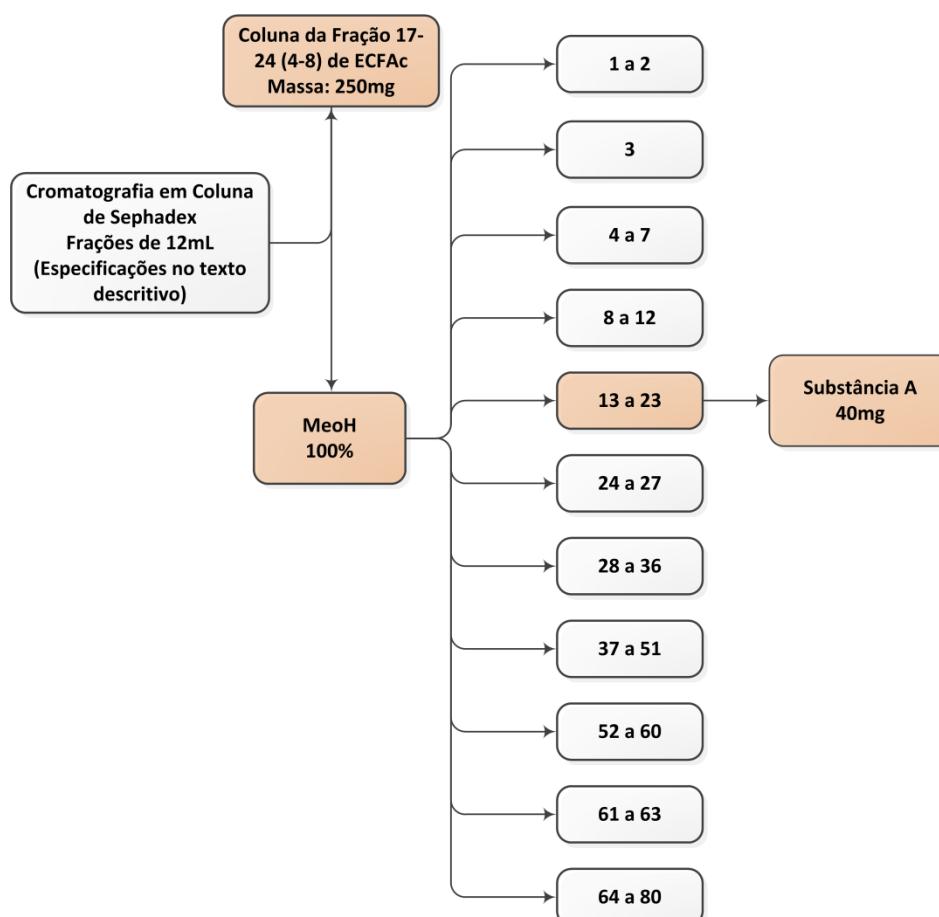 Coluna da Fração 17-
24 (4-8) de ECFAc
Massa: 250mg
Cromatografia em Coluna
de Sephadex
Frações de 12mL
(Especificações no texto
descritivo)
MeoH
100%
1 a 2
3
4 a 7
8 a 12
13 a 23
Substância A
40mg
24 a 27
28 a 36
37 a 51
52 a 60
61 a 63
64 a 80